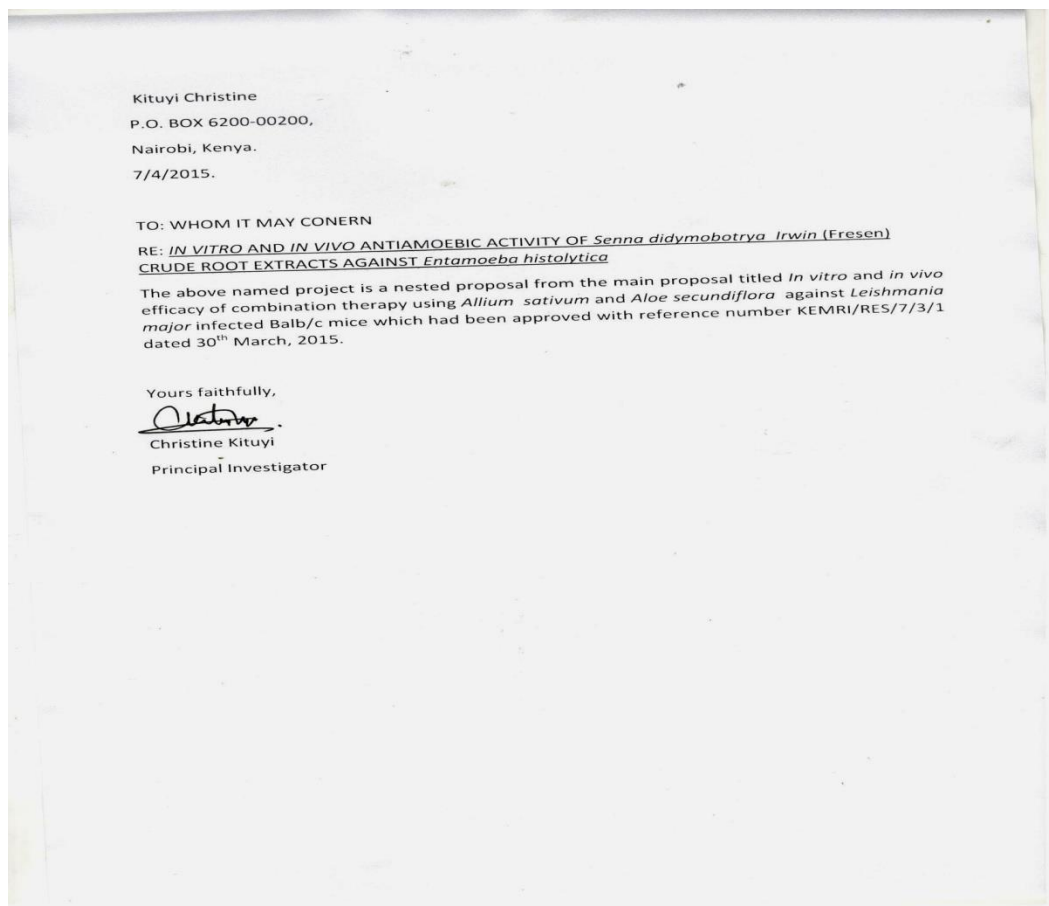 Kituyi Christine
P.O. BOX 6200-00200,
Nairobi, Kenya.
7/4/2015.
TO: WHOM IT MAY CONERN
RE: IN VITRO AND IN VIVO ANTIAMOEBIC ACTIVITY OF Senna didymobotrya Irwin (Fresen)
CRUDE ROOT EXTRACTS AGAINST Entamoeba histolytica
The above named project is a nested proposal from the main proposal titled In vitro and in vivo
efficacy of combination therapy using Allium sativum and Aloe secundiflora against Leishmania
major infected Balb/c mice which had been approved with reference number KEMRI/RES/7/3/1
dated 30th March, 2015.
Yours faithfully,
Christine Kituyi
Principal Investigator